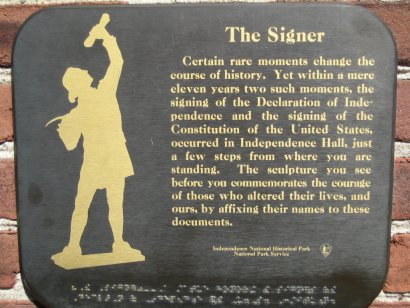 The Signer
Certain rare moments change the
course of history. Yet within a mere
eleven years two such moments, the
signing of the Declaration of Inde-
pendence and the signing of the
Constitution of the United States,
occurred in Independence Hall, just
a few steps from where you are
standing. The sculpture you see
before you commemorates the courage
of those who altered their lives, and
ours, by affixing their names to these
documents.
Independence National Historical Park
National Park Service